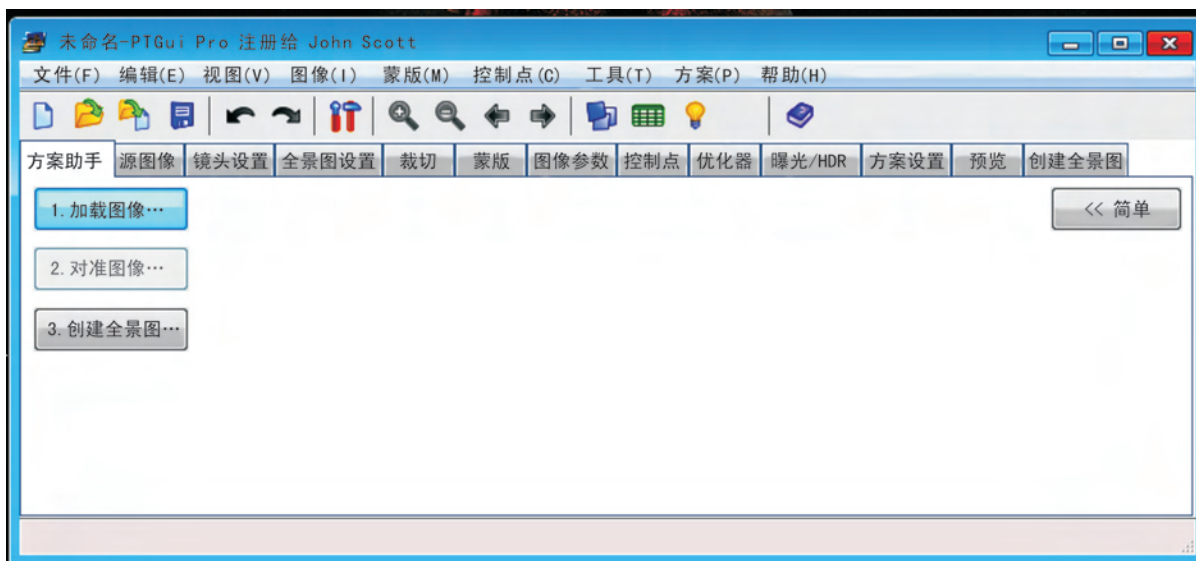 未命名-PTGui Pro 注册给 John Scott
文件(F) 编辑(E) 视图(V) 图像(I) 蒙版(M) 控制点(C) 工具(T) 方案(P) 帮助(H)
方案助手 源图像 镜头设置 全景图设置 裁切 蒙版 图像参数 控制点 优化器 曝光/HDR 方案设置 预览 创建全景图
1. 加载图像… << 简单
2. 对准图像…
3. 创建全景图…